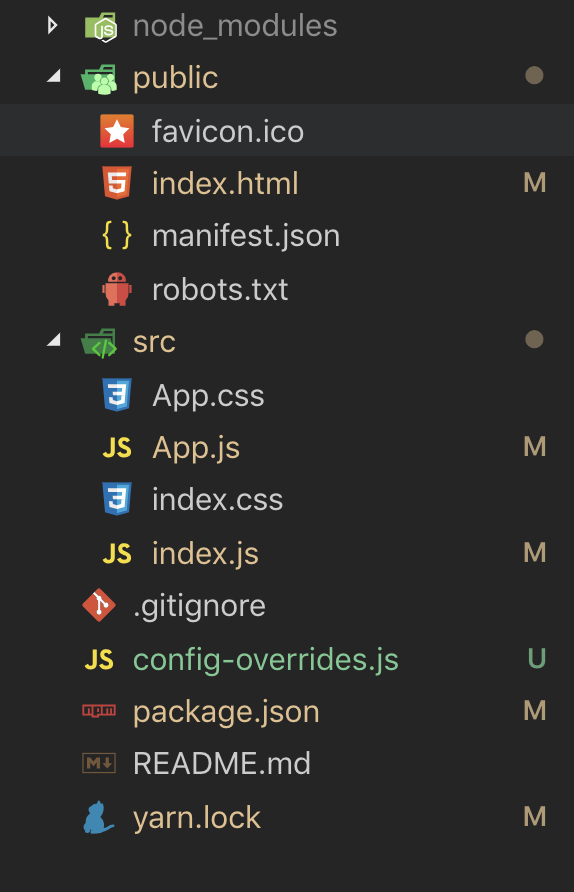 node_modules
public
favicon.ico
index.html M
{ } manifest.json
robots.txt
src
App.css
JS App.js M
index.css
JS index.js M
.gitignore
JS config-overrides.js U
npm package.json M
M README.md
yarn.lock M